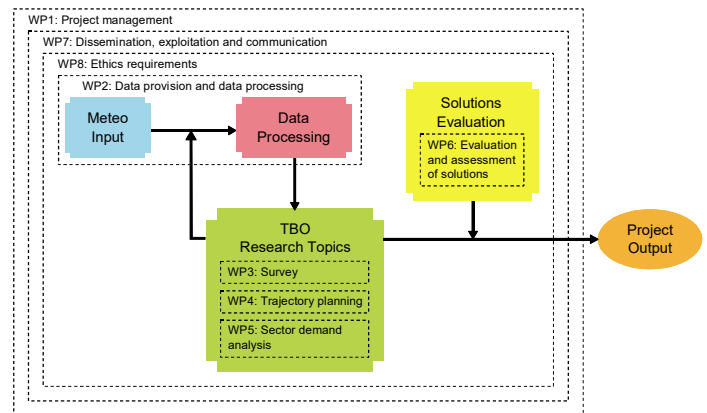 WP1: Project management
WP7: Dissemination, exploitation and communication
WP8: Ethics requirements
WP2: Data provision and data processing
Meteo
Input
Data
Processing
Solutions
Evaluation
WP6: Evaluation
and assessment
of solutions
TBO
Research Topics
WP3: Survey
WP4: Trajectory planning
WP5: Sector demand
analysis
Project
Output